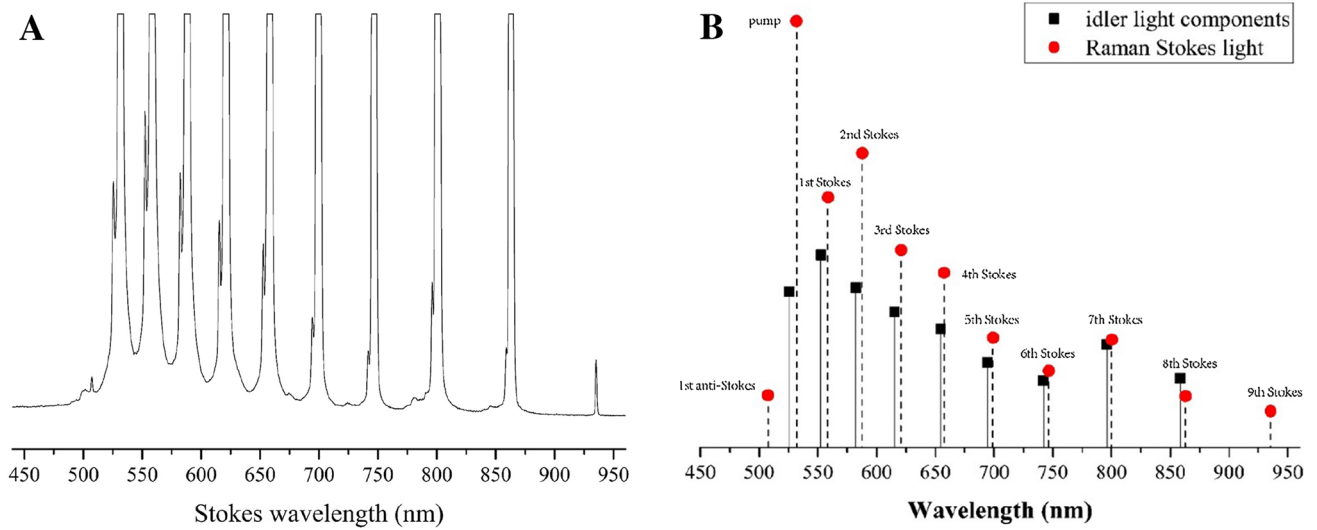 A
450 500 550 600 650 700 750 800 850 900 950
Stokes wavelength (nm)
B
idler light components
Raman Stokes light
pump
2nd Stokes
1st Stokes
3rd Stokes
4th Stokes
5th Stokes
7th Stokes
6th Stokes
8th Stokes
1st anti-Stokes
9th Stokes
450 500 550 600 650 700 750 800 850 900 950
Wavelength (nm)